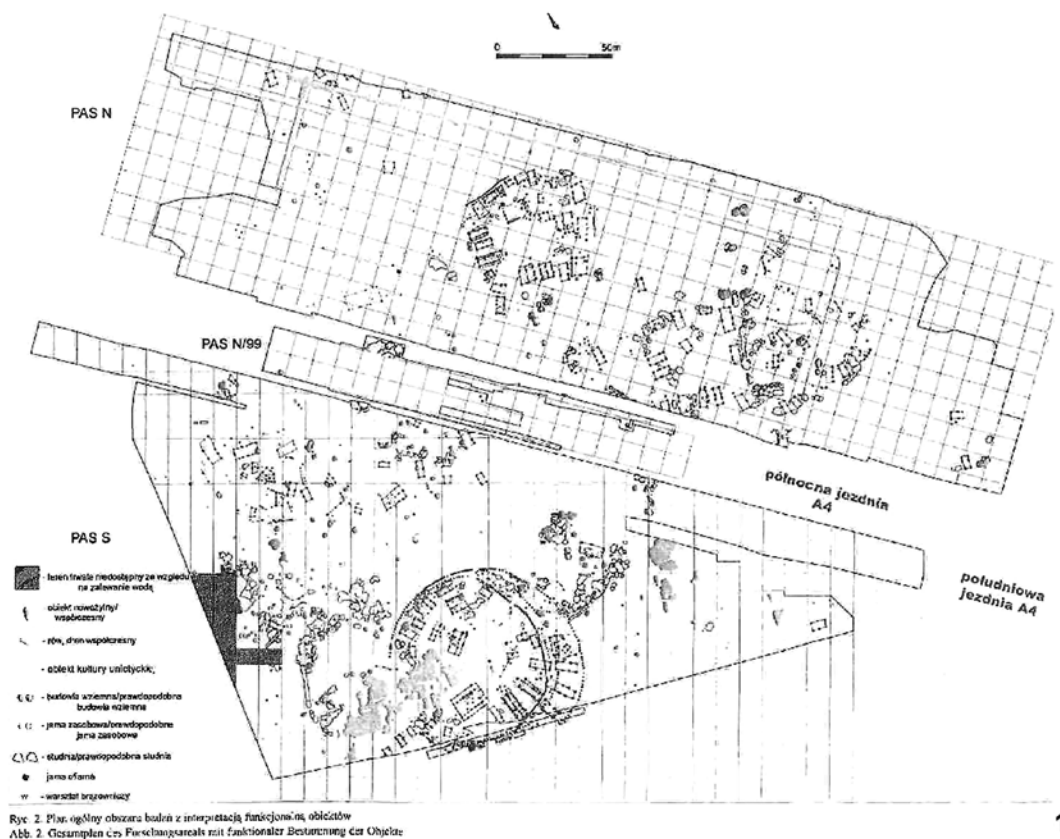 0 50m
PAS N
PAS N/99
północna jezdnia
A4
południowa
jezdnia A4
PAS S
- teren trwale niedostępny ze względu
na zalewanie wodą
obiekt nowożytny/
współczesny
- rów, dren współczesny
- obiekt kultury unietyckiej
- budowla wziemna/prawdopodobna
budowla wziemna
- jama zasobowa/prawdopodobna
jama zasobowa
- studnia/prawdopodobna studnia
jama ofiarna
- warsztat brązowniczy
Ryc. 2. Plan ogólny obszaru badań z interpretacją funkcjonalną obiektów
Abb. 2. Gesamtplan des Forschungsareals mit funktionaler Bestimmung der Objekte